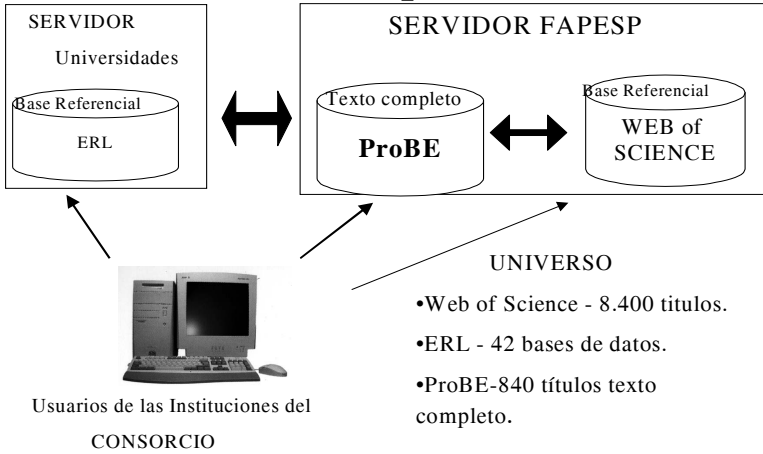 SERVIDOR
Universidades
Base Referencial
ERL
SERVIDOR FAPESP
Texto completo
ProBE
Base Referencial
WEB of
SCIENCE
Usuarios de las Instituciones del
CONSORCIO
UNIVERSO
•Web of Science - 8.400 titulos.
•ERL - 42 bases de datos.
•ProBE-840 títulos texto
completo.